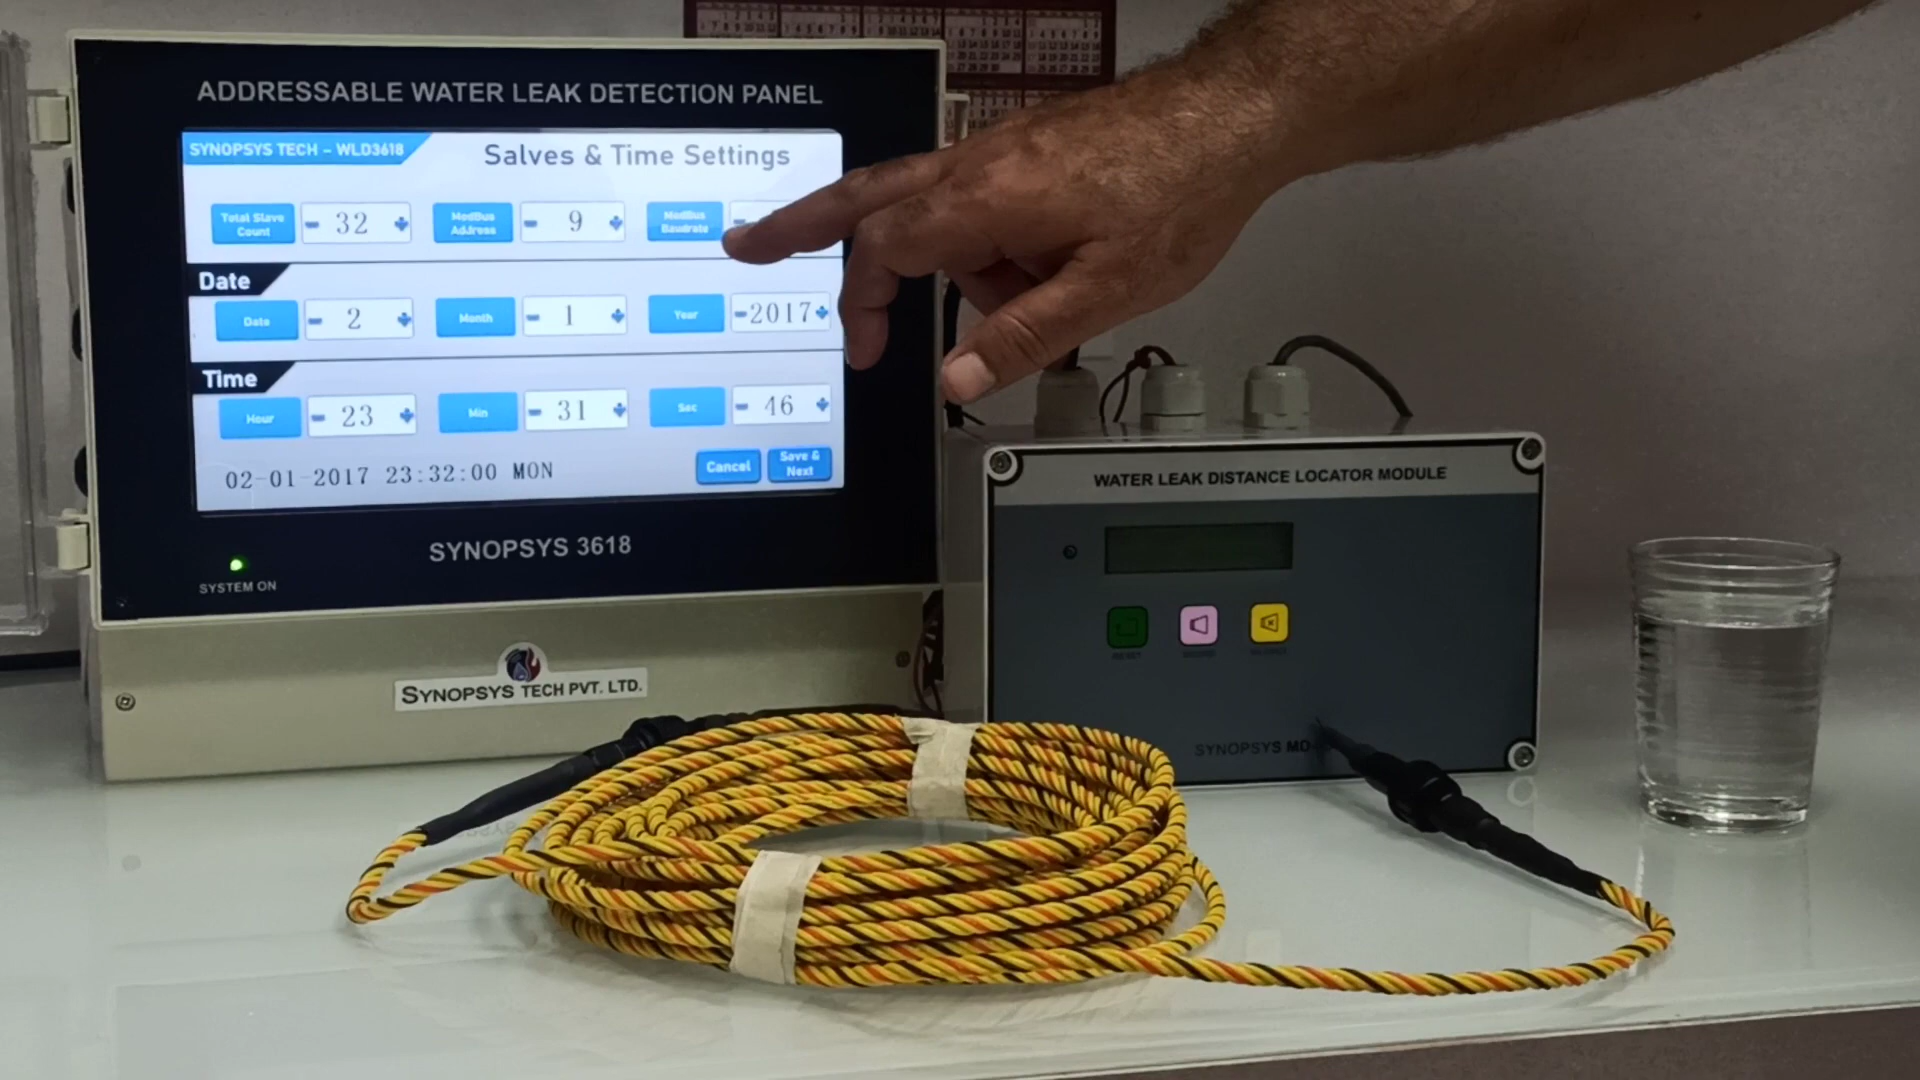 ADDRESSABLE WATER LEAK DETECTION PANEL
SYNOPSYS TECH - WLD3618
Salves & Time Settings
Total Slave Count - 32 +
ModBus Address - 9 +
ModBus Baudrate -
Date
Date - 2 +
Month - 1 +
Year -2017+
Time
Hour - 23 +
Min - 31 +
Sec - 46 +
02-01-2017 23:32:00 MON
Cancel
Save & Next
SYNOPSYS 3618
SYSTEM ON
SYNOPSYS TECH PVT. LTD.
WATER LEAK DISTANCE LOCATOR MODULE
SYNOPSYS MD